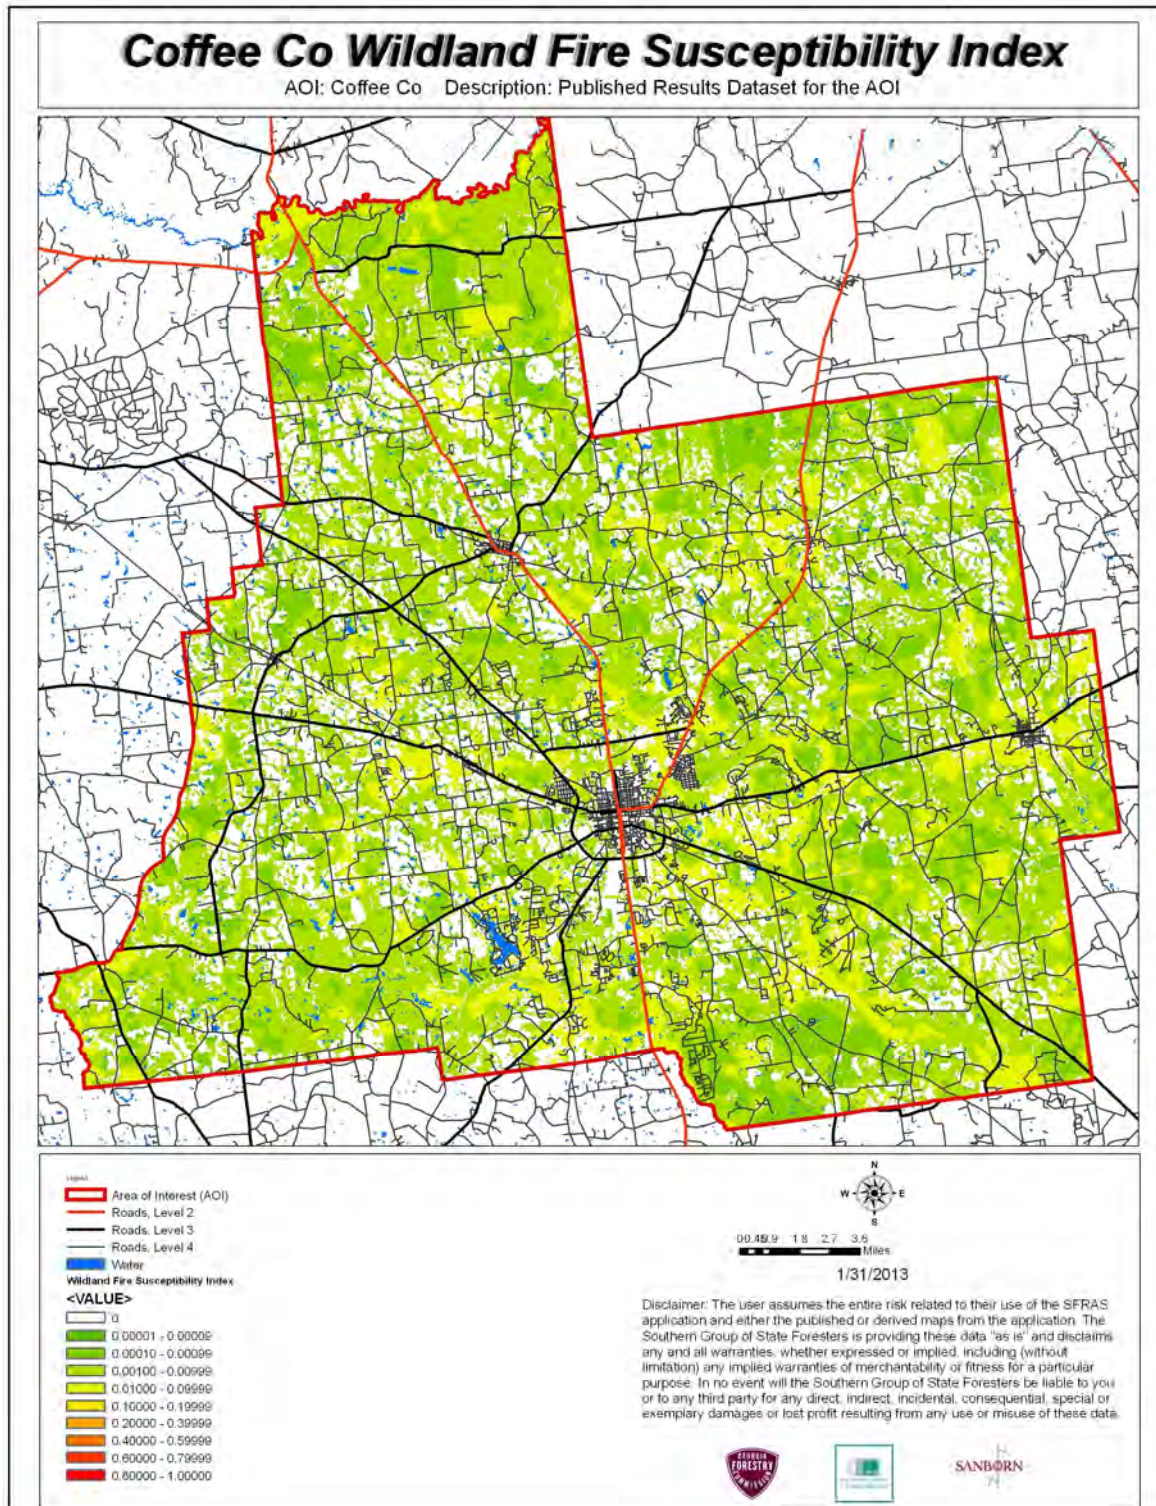 Coffee Co Wildland Fire Susceptibility Index
AOI: Coffee Co Description: Published Results Dataset for the AOI
Legend
Area of Interest (AOI)
Roads, Level 2
Roads, Level 3
Roads, Level 4
Water
Wildland Fire Susceptibility Index
<VALUE>
0
0.00001 - 0.00009
0.00010 - 0.00099
0.00100 - 0.00999
0.01000 - 0.09999
0.10000 - 0.19999
0.20000 - 0.39999
0.40000 - 0.59999
0.60000 - 0.79999
0.80000 - 1.00000
N
W E
S
00.450.9 1.8 2.7 3.6
Miles
1/31/2013
Disclaimer: The user assumes the entire risk related to their use of the SFRAS
application and either the published or derived maps from the application. The
Southern Group of State Foresters is providing these data "as is" and disclaims
any and all warranties, whether expressed or implied, including (without
limitation) any implied warranties of merchantability or fitness for a particular
purpose. In no event will the Southern Group of State Foresters be liable to you
or to any third party for any direct, indirect, incidental, consequential, special or
exemplary damages or lost profit resulting from any use or misuse of these data.
GEORGIA
FORESTRY
COMMISSION
SANBORN